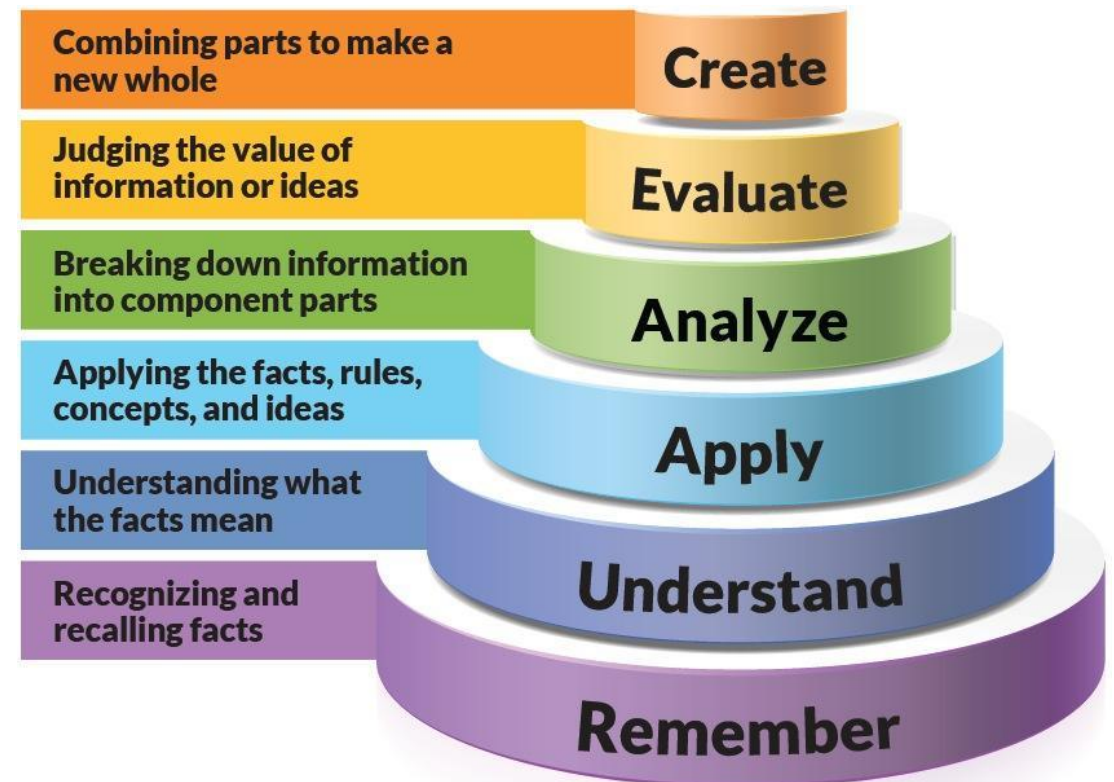 Combining parts to make a
new whole
Create
Judging the value of
information or ideas
Evaluate
Breaking down information
into component parts
Analyze
Applying the facts, rules,
concepts, and ideas
Apply
Understanding what
the facts mean
Understand
Recognizing and
recalling facts
Remember